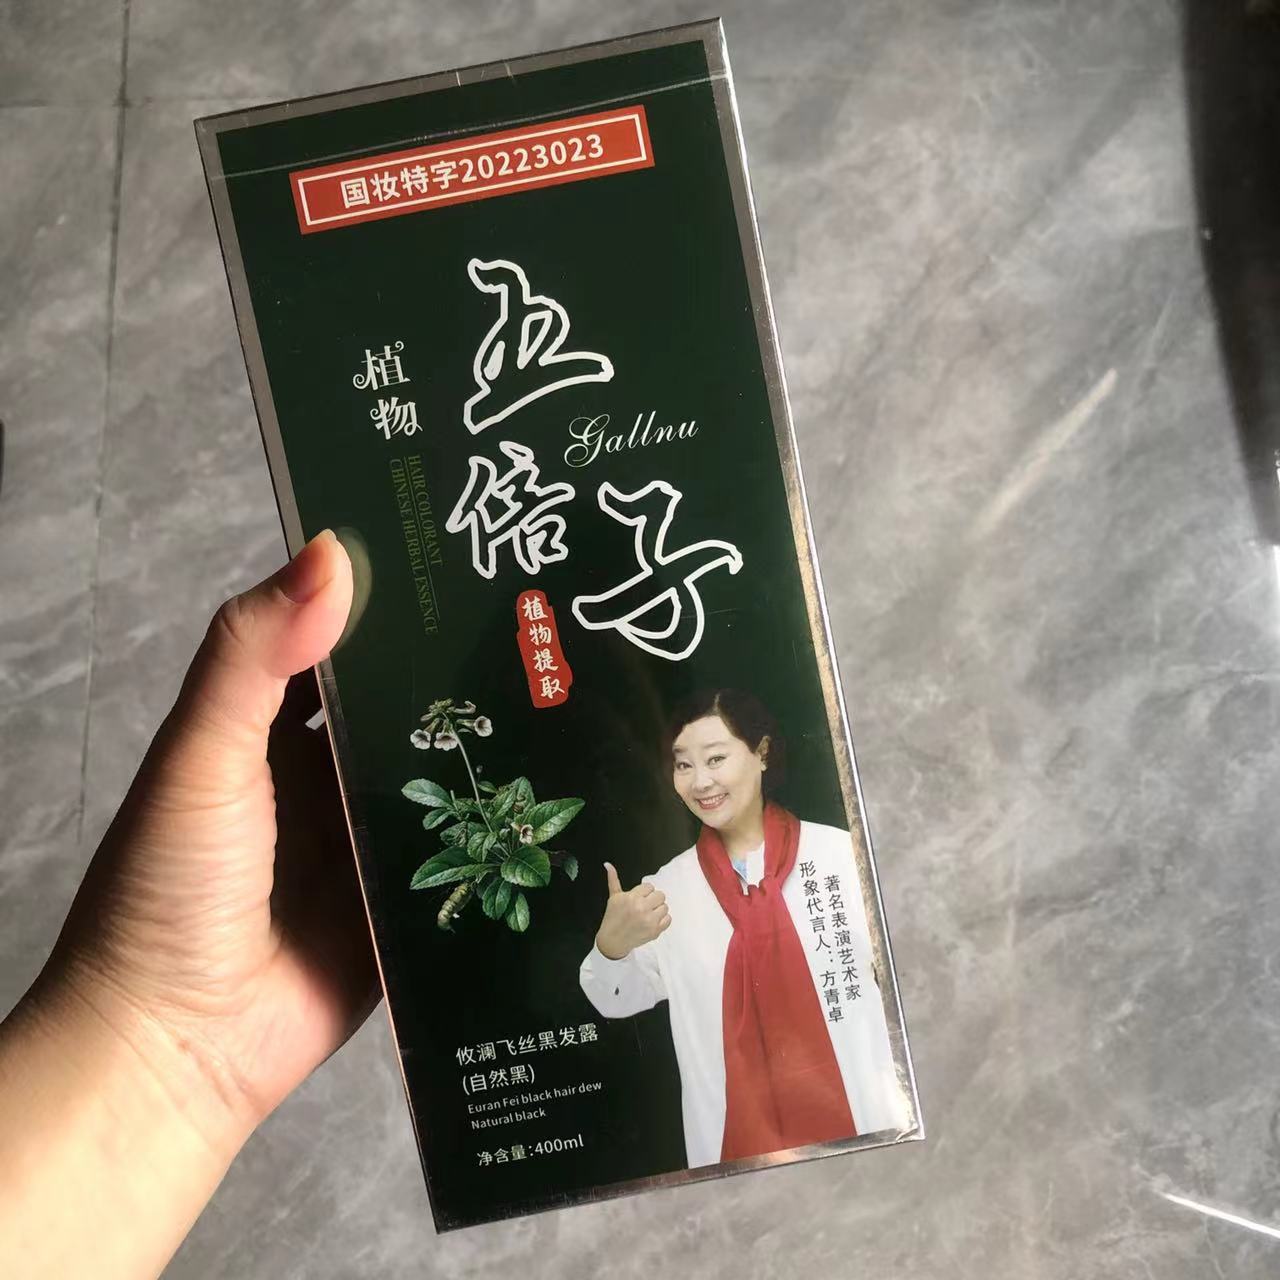 国妆特字20223023
植物
五倍子
Gallnu
HAIR COLORANT
CHINESE HERBAL ESSENCE
植物提取
著名表演艺术家
形象代言人：方青卓
攸澜飞丝黑发露
(自然黑)
Euran Fei black hair dew
Natural black
净含量:400ml